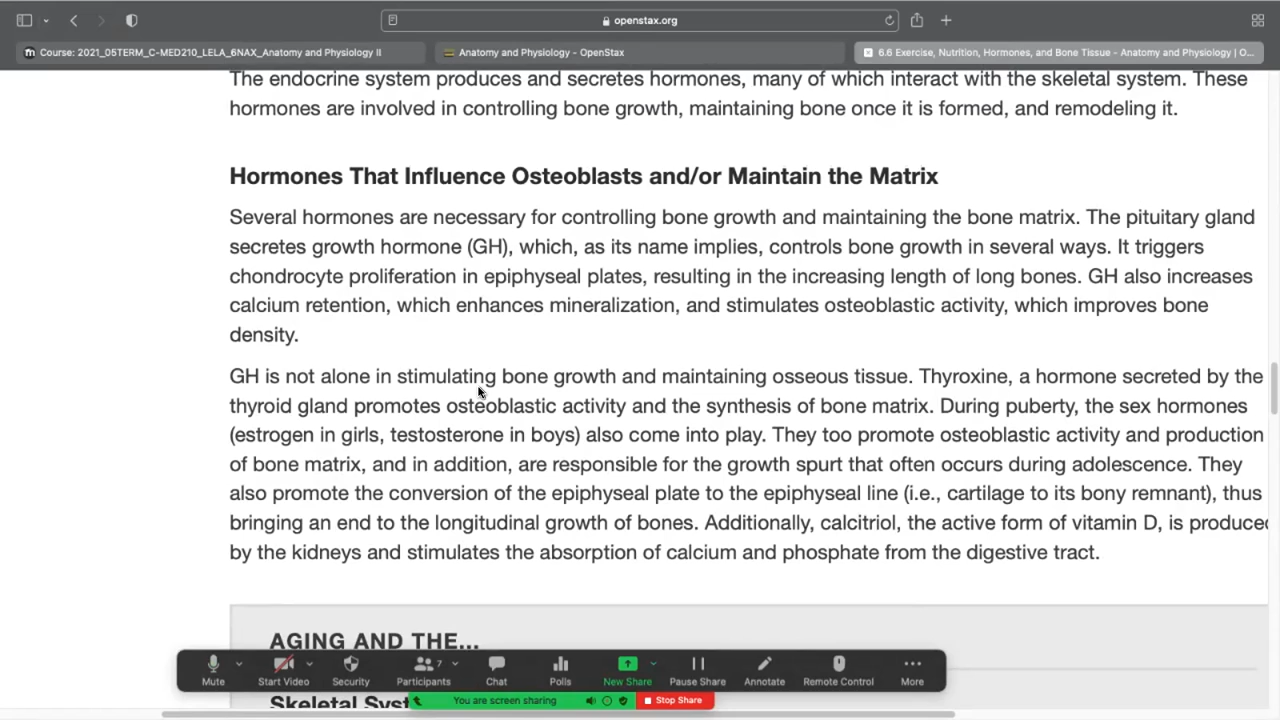 openstax.org
Course: 2021_05TERM_C-MED210_LELA_6NAX_Anatomy and Physiology II
Anatomy and Physiology - OpenStax
6.6 Exercise, Nutrition, Hormones, and Bone Tissue - Anatomy and Physiology | O...
The endocrine system produces and secretes hormones, many of which interact with the skeletal system. These
hormones are involved in controlling bone growth, maintaining bone once it is formed, and remodeling it.
Hormones That Influence Osteoblasts and/or Maintain the Matrix
Several hormones are necessary for controlling bone growth and maintaining the bone matrix. The pituitary gland
secretes growth hormone (GH), which, as its name implies, controls bone growth in several ways. It triggers
chondrocyte proliferation in epiphyseal plates, resulting in the increasing length of long bones. GH also increases
calcium retention, which enhances mineralization, and stimulates osteoblastic activity, which improves bone
density.
GH is not alone in stimulating bone growth and maintaining osseous tissue. Thyroxine, a hormone secreted by the
thyroid gland promotes osteoblastic activity and the synthesis of bone matrix. During puberty, the sex hormones
(estrogen in girls, testosterone in boys) also come into play. They too promote osteoblastic activity and production
of bone matrix, and in addition, are responsible for the growth spurt that often occurs during adolescence. They
also promote the conversion of the epiphyseal plate to the epiphyseal line (i.e., cartilage to its bony remnant), thus
bringing an end to the longitudinal growth of bones. Additionally, calcitriol, the active form of vitamin D, is produced
by the kidneys and stimulates the absorption of calcium and phosphate from the digestive tract.
AGING AND THE...
7
Mute Start Video Security Participants Chat Polls New Share Pause Share Annotate Remote Control More
Skeletal Syst
You are screen sharing Stop Share